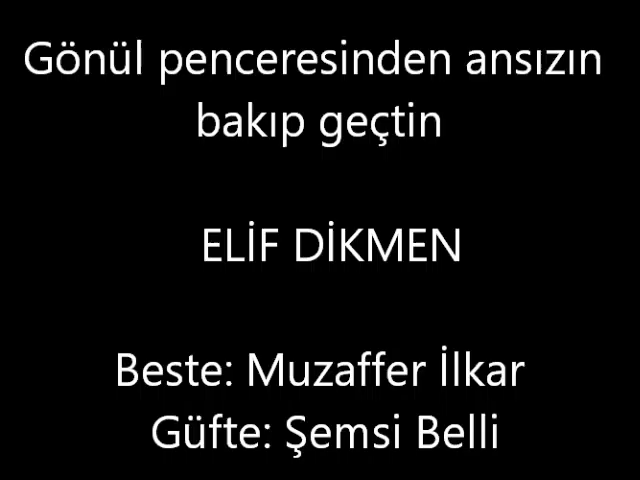 Gönül penceresinden ansızın
bakıp geçtin
ELİF DİKMEN
Beste: Muzaffer İlkar
Güfte: Şemsi Belli